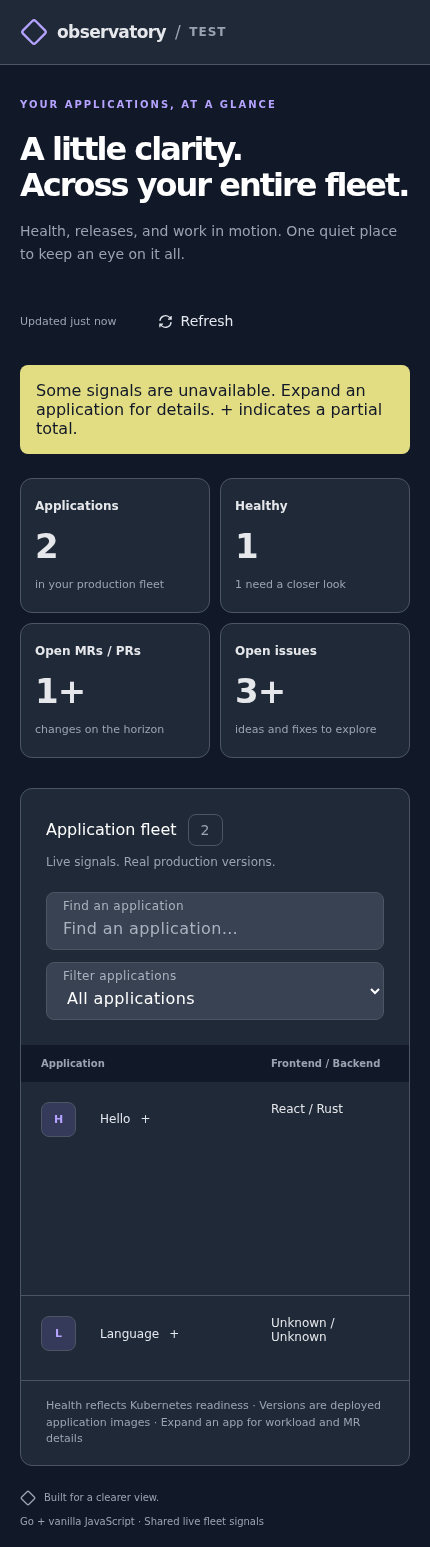 observatory / TEST
YOUR APPLICATIONS, AT A GLANCE
A little clarity.
Across your entire fleet.
Health, releases, and work in motion. One quiet place
to keep an eye on it all.
Updated just now
Refresh
Some signals are unavailable. Expand an
application for details. + indicates a partial
total.
Applications
2
in your production fleet
Healthy
1
1 need a closer look
Open MRs / PRs
1+
changes on the horizon
Open issues
3+
ideas and fixes to explore
Application fleet 2
Live signals. Real production versions.
Find an application
Find an application...
Filter applications
All applications
Application Frontend / Backend
H Hello + React / Rust
L Language + Unknown /
Unknown
Health reflects Kubernetes readiness · Versions are deployed
application images · Expand an app for workload and MR
details
Built for a clearer view.
Go + vanilla JavaScript · Shared live fleet signals